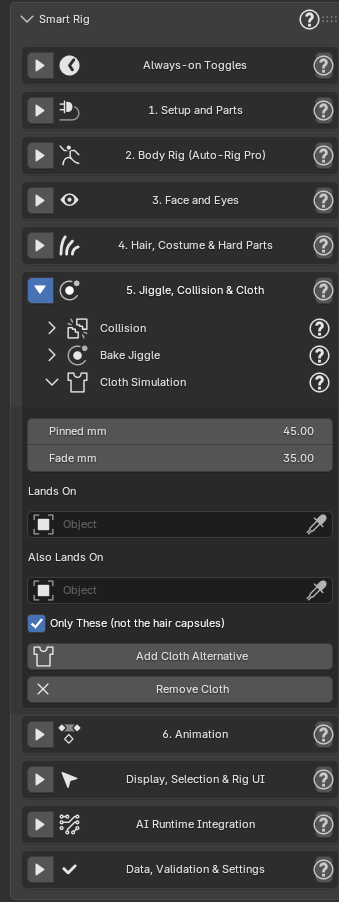 Smart Rig
Always-on Toggles
1. Setup and Parts
2. Body Rig (Auto-Rig Pro)
3. Face and Eyes
4. Hair, Costume & Hard Parts
5. Jiggle, Collision & Cloth
Collision
Bake Jiggle
Cloth Simulation
Pinned mm 45.00
Fade mm 35.00
Lands On
Object
Also Lands On
Object
Only These (not the hair capsules)
Add Cloth Alternative
Remove Cloth
6. Animation
Display, Selection & Rig UI
AI Runtime Integration
Data, Validation & Settings